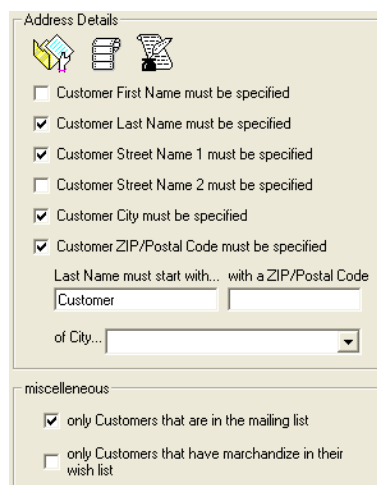 Address Details
Customer First Name must be specified
Customer Last Name must be specified
Customer Street Name 1 must be specified
Customer Street Name 2 must be specified
Customer City must be specified
Customer ZIP/Postal Code must be specified
Last Name must start with... with a ZIP/Postal Code
Customer
of City...
miscelleneous
only Customers that are in the mailing list
only Customers that have marchandize in their
wish list